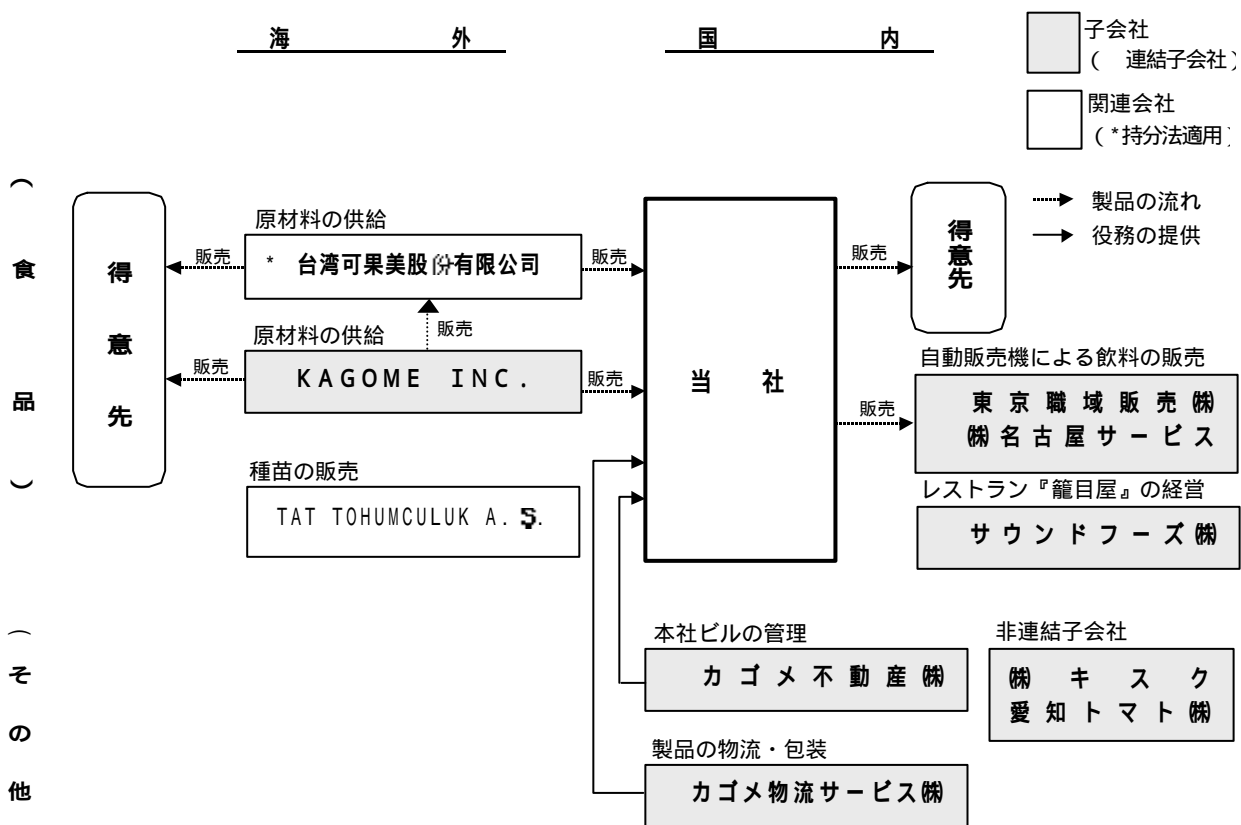 海 外
国 内
子会社
( 連結子会社)
関連会社
(*持分法適用)
製品の流れ
役務の提供
(食品)
得意先
販売
原材料の供給
* 台湾可果美股份有限公司
販売
販売
原材料の供給
販売
KAGOME INC.
販売
種苗の販売
TAT TOHUMCULUK A.
当 社
販売
得意先
自動販売機による飲料の販売
販売
東京職域販売㈱
㈱名古屋サービス
レストラン『籠目屋』の経営
サウンドフーズ㈱
(その他
本社ビルの管理
カゴメ不動産㈱
非連結子会社
㈱キスク
愛知トマト㈱
製品の物流・包装
カゴメ物流サービス㈱